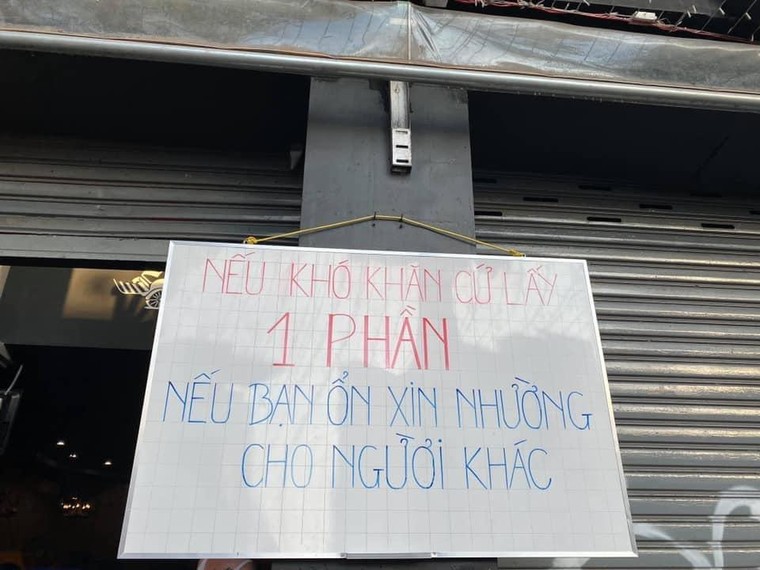 NẾU KHÓ KHĂN CỨ LẤY
1 PHẦN
NẾU BẠN ỔN XIN NHƯỜNG
CHO NGƯỜI KHÁC